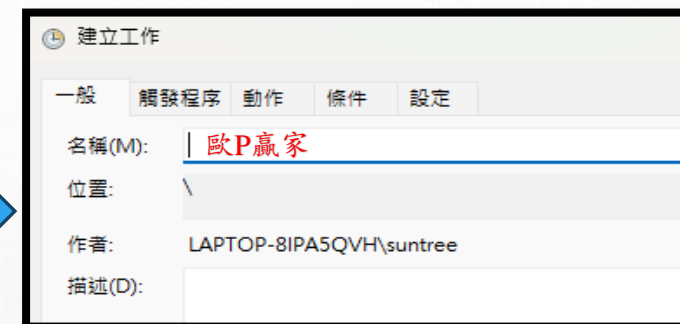 建立工作
一般 觸發程序 動作 條件 設定
名稱(M): 歐P贏家
位置: \
作者: LAPTOP-8IPA5QVH\suntree
描述(D):